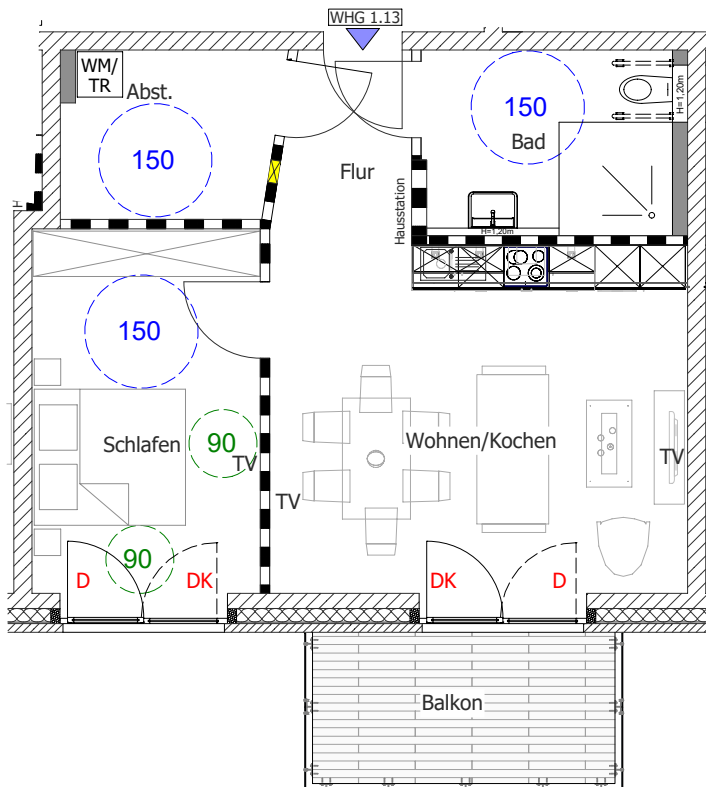 WHG 1.13
WM/
TR
Abst.
150
150
Bad
H=1,20m
Flur
Hausstation
H=1,20m
150
Schlafen
90
TV
TV
Wohnen/Kochen
TV
90
D
DK
DK
D
Balkon